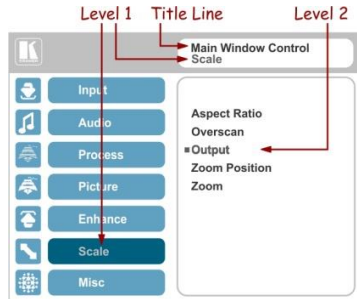 Level 1 Title Line Level 2
Main Window Control
Scale
Input
Audio
Process
Picture
Enhance
Scale
Misc
Aspect Ratio
Overscan
Output
Zoom Position
Zoom